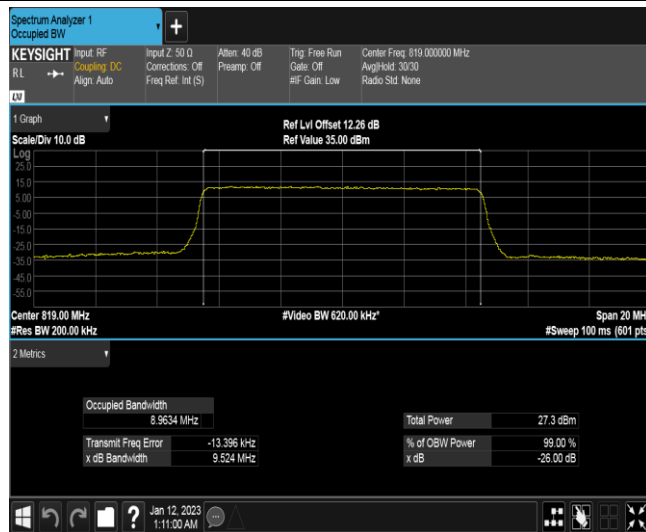 Spectrum Analyzer 1
Occupied BW
KEYSIGHT
RL
LXI
Input: RF
Coupling: DC
Align: Auto
Input Z: 50 Ω
Corrections: Off
Freq Ref: Int (S)
Atten: 40 dB
Preamp: Off
Trig: Free Run
Gate: Off
#IF Gain: Low
Center Freq: 819.000000 MHz
Avg|Hold: 30/30
Radio Std: None
1 Graph
Scale/Div 10.0 dB
Ref Lvl Offset 12.26 dB
Ref Value 35.00 dBm
Log
25.0
15.0
5.00
-5.00
-15.0
-25.0
-35.0
-45.0
-55.0
Center 819.00 MHz
#Video BW 620.00 kHz*
Span 20 MH
#Res BW 200.00 kHz
#Sweep 100 ms (601 pts
2 Metrics
Occupied Bandwidth
8.9634 MHz
Total Power 27.3 dBm
Transmit Freq Error -13.396 kHz
% of OBW Power 99.00 %
x dB Bandwidth 9.524 MHz
x dB -26.00 dB
Jan 12, 2023
1:11:00 AM